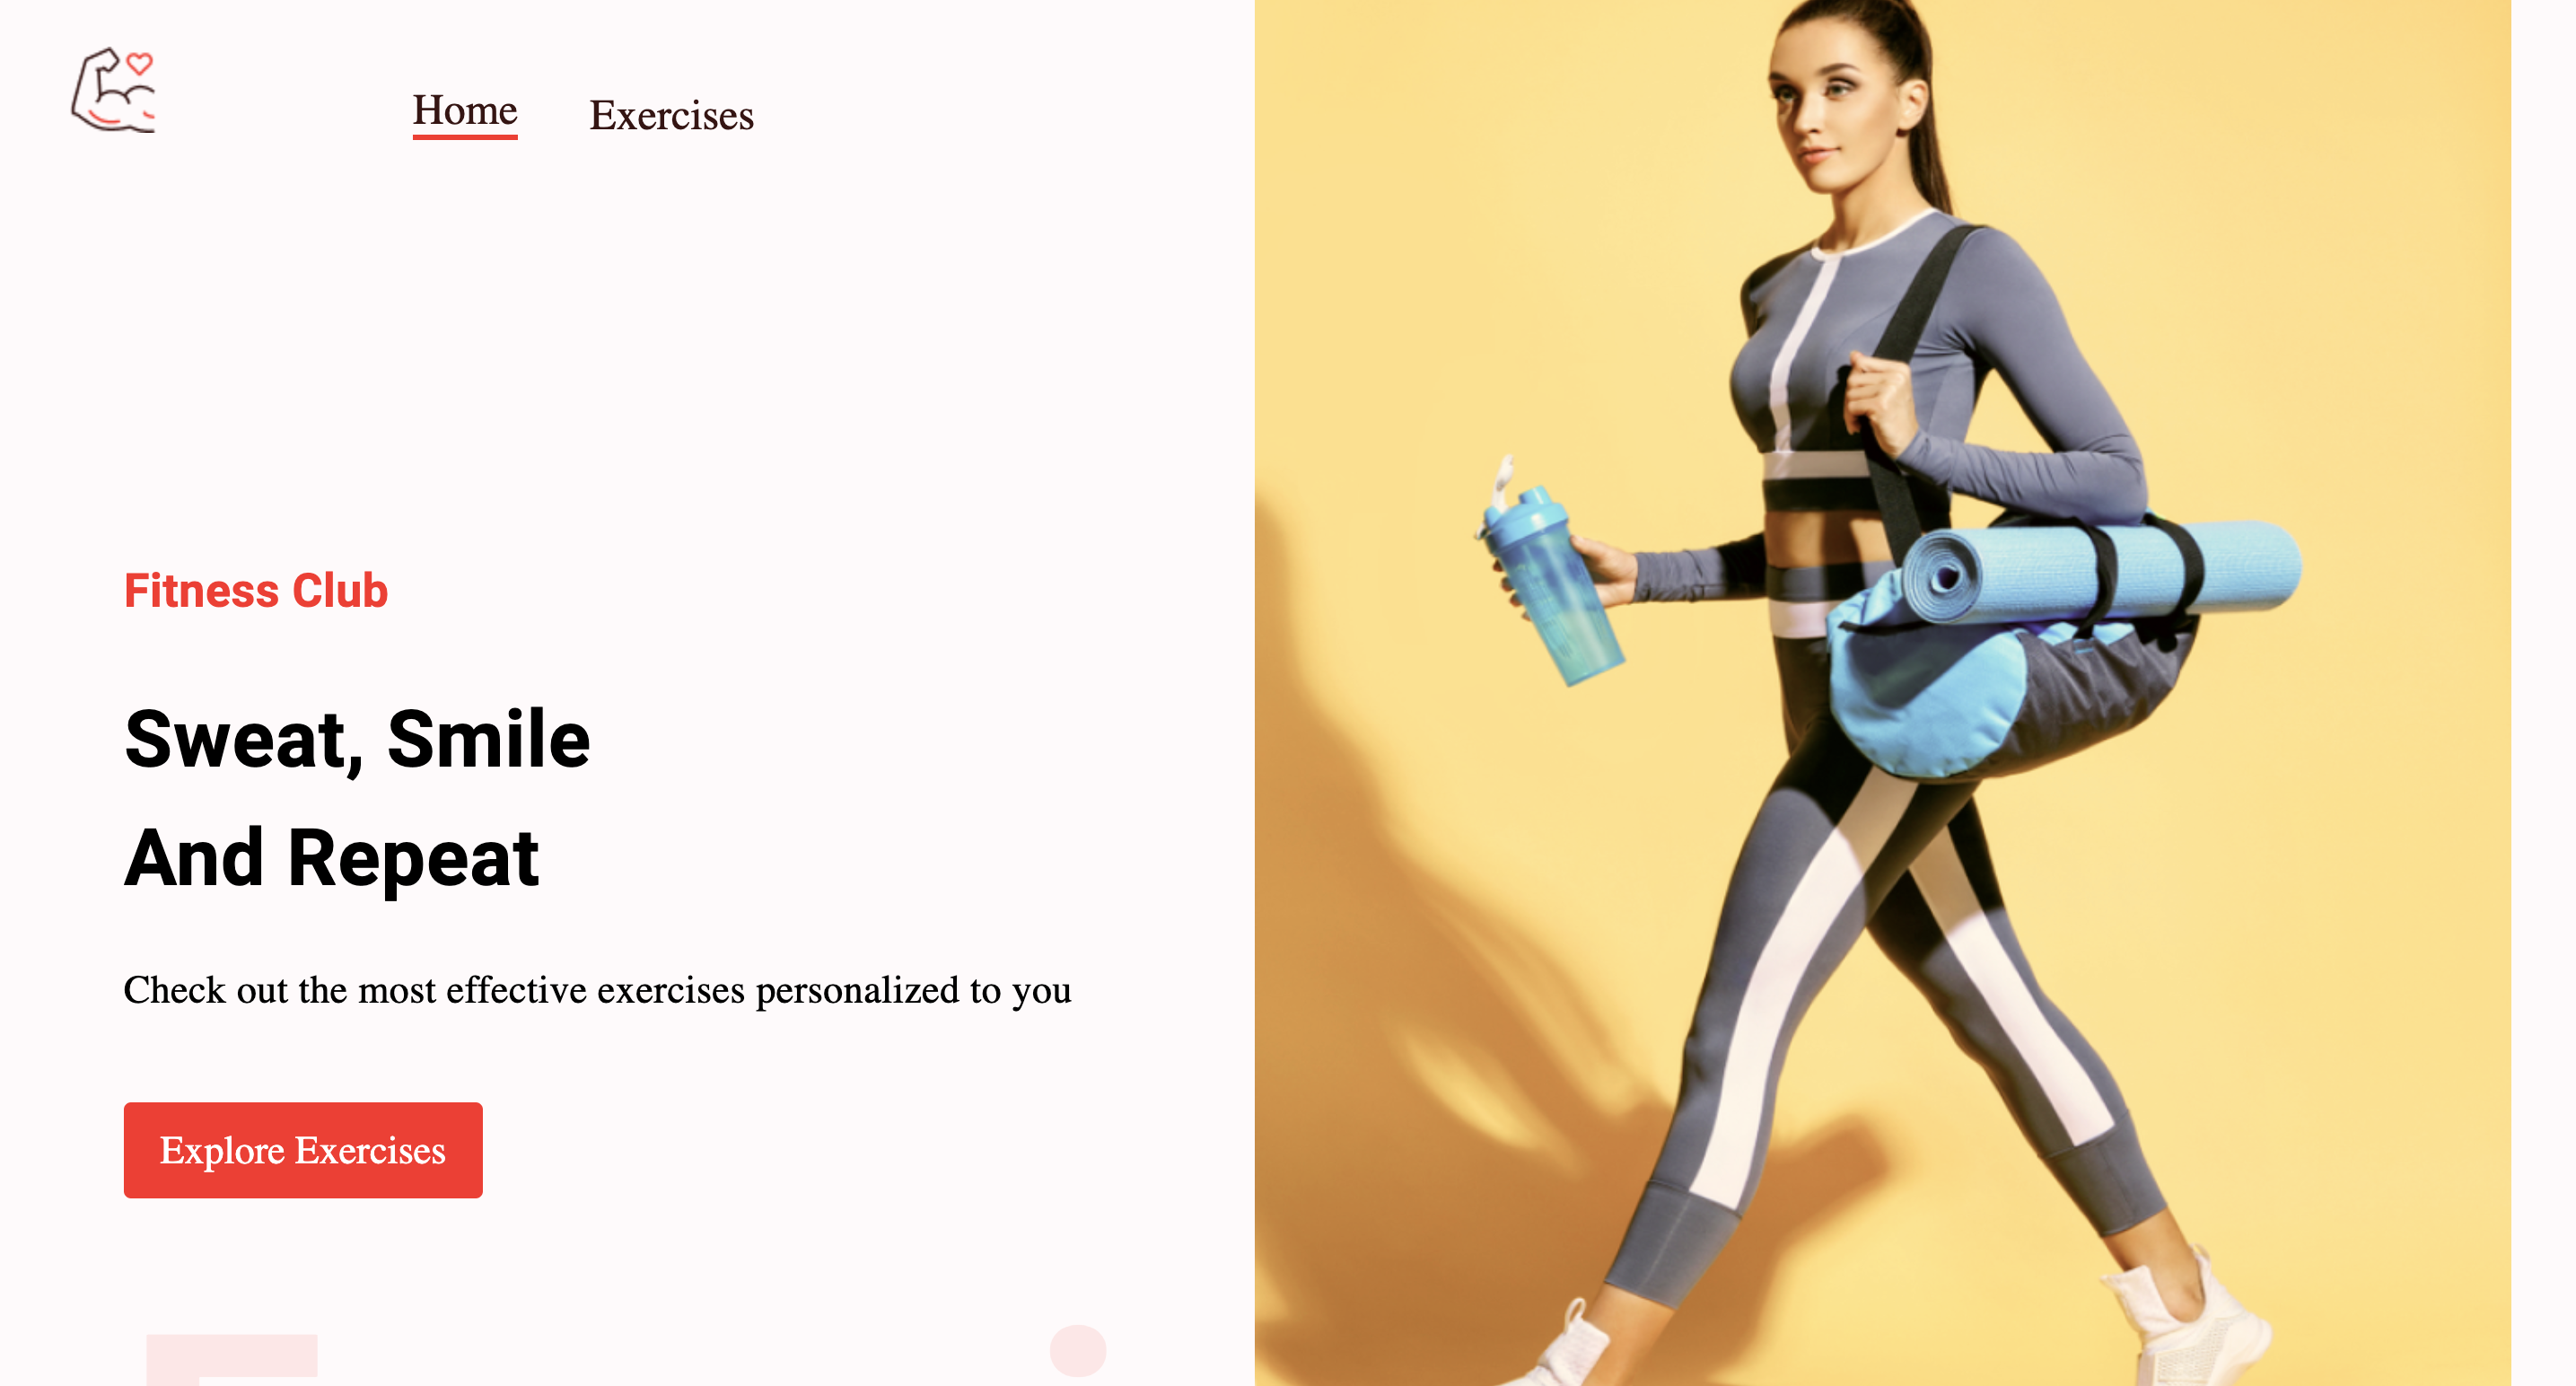 Home Exercises
Fitness Club
Sweat, Smile
And Repeat
Check out the most effective exercises personalized to you
Explore Exercises